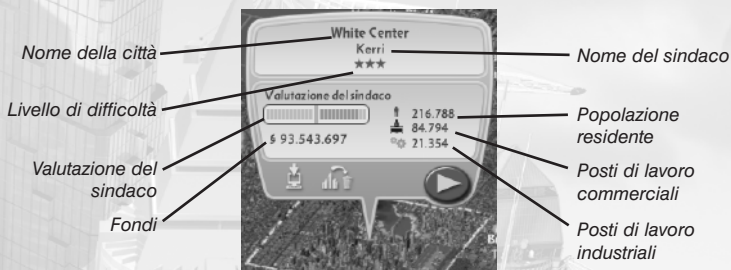 Nome della città
Livello di difficoltà
Valutazione del
sindaco
Fondi
White Center
Kerri
★★★
Valutazione del sindaco
§ 93.543.697
216.788
84.794
21.354
Nome del sindaco
Popolazione
residente
Posti di lavoro
commerciali
Posti di lavoro
industriali